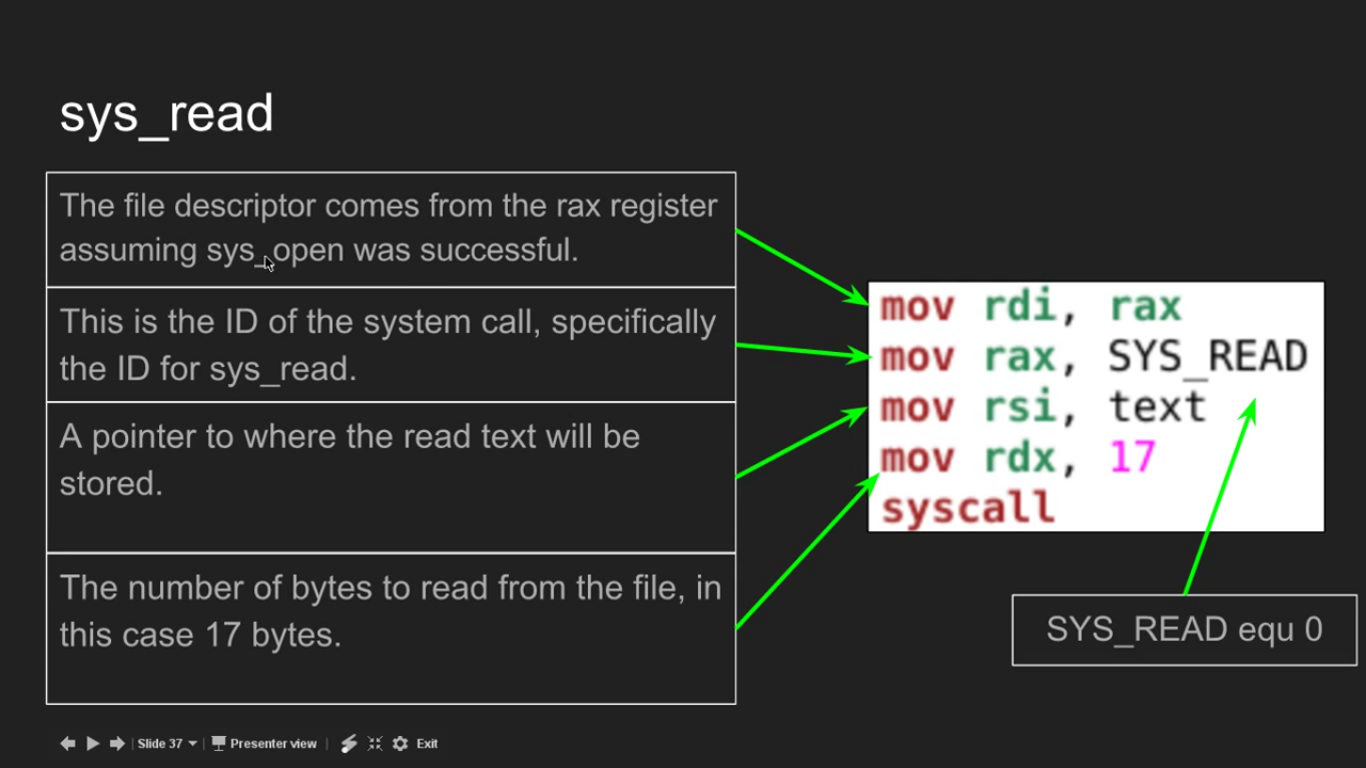 sys_read
The file descriptor comes from the rax register
assuming sys_open was successful.
This is the ID of the system call, specifically
the ID for sys_read.
A pointer to where the read text will be
stored.
The number of bytes to read from the file, in
this case 17 bytes.
mov rdi, rax
mov rax, SYS_READ
mov rsi, text
mov rdx, 17
syscall
SYS_READ equ 0
Slide 37 Presenter view Exit